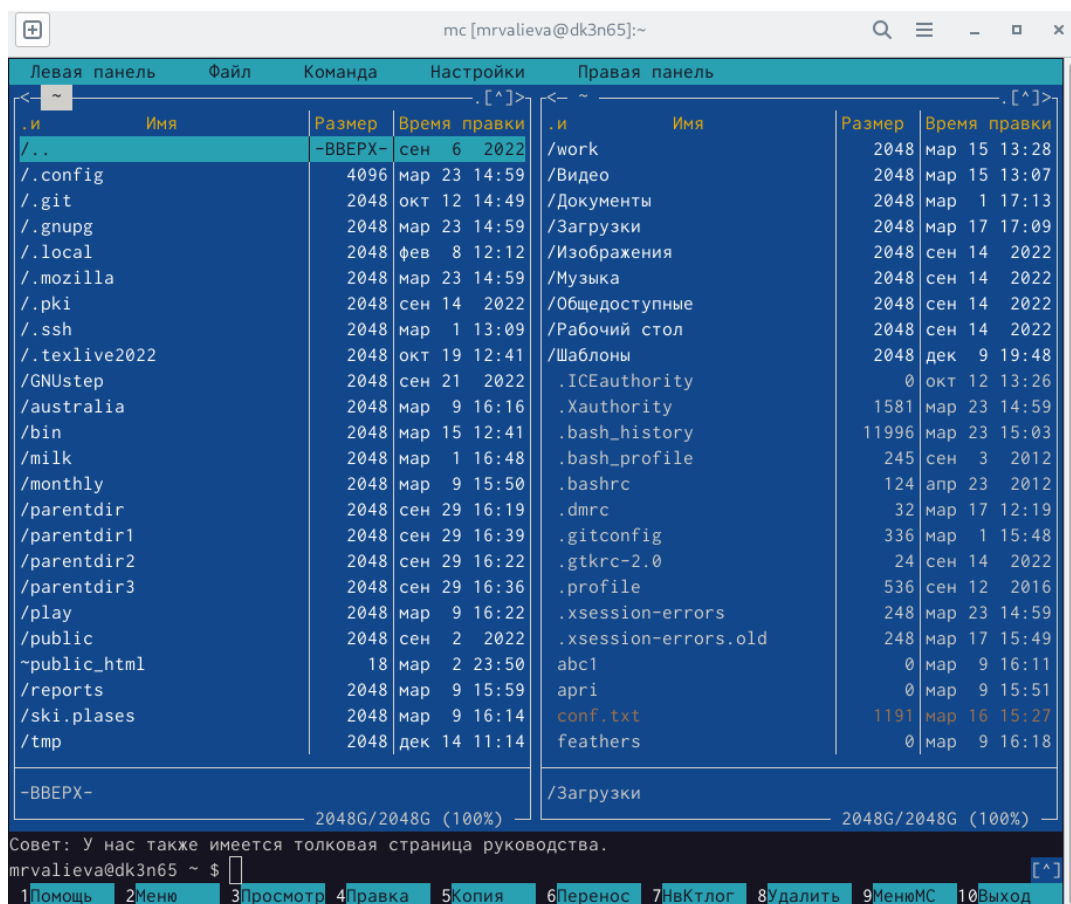 mc [mrvalieva@dk3n65]:~
Левая панель Файл Команда Настройки Правая панель
<— ~ .[^]> <— ~ .[^]>
.и Имя Размер Время правки .и Имя Размер Время правки
/.. -ВВЕРХ- сен 6 2022 /work 2048 мар 15 13:28
/.config 4096 мар 23 14:59 /Видео 2048 мар 15 13:07
/.git 2048 окт 12 14:49 /Документы 2048 мар 1 17:13
/.gnupg 2048 мар 23 14:59 /Загрузки 2048 мар 17 17:09
/.local 2048 фев 8 12:12 /Изображения 2048 сен 14 2022
/.mozilla 2048 мар 23 14:59 /Музыка 2048 сен 14 2022
/.pki 2048 сен 14 2022 /Общедоступные 2048 сен 14 2022
/.ssh 2048 мар 1 13:09 /Рабочий стол 2048 сен 14 2022
/.texlive2022 2048 окт 19 12:41 /Шаблоны 2048 дек 9 19:48
/GNUstep 2048 сен 21 2022 .ICEauthority 0 окт 12 13:26
/australia 2048 мар 9 16:16 .Xauthority 1581 мар 23 14:59
/bin 2048 мар 15 12:41 .bash_history 11996 мар 23 15:03
/milk 2048 мар 1 16:48 .bash_profile 245 сен 3 2012
/monthly 2048 мар 9 15:50 .bashrc 124 апр 23 2012
/parentdir 2048 сен 29 16:19 .dmrc 32 мар 17 12:19
/parentdir1 2048 сен 29 16:39 .gitconfig 336 мар 1 15:48
/parentdir2 2048 сен 29 16:22 .gtkrc-2.0 24 сен 14 2022
/parentdir3 2048 сен 29 16:36 .profile 536 сен 12 2016
/play 2048 мар 9 16:22 .xsession-errors 248 мар 23 14:59
/public 2048 сен 2 2022 .xsession-errors.old 248 мар 17 15:49
~public_html 18 мар 2 23:50 abc1 0 мар 9 16:11
/reports 2048 мар 9 15:59 apri 0 мар 9 15:51
/ski.plases 2048 мар 9 16:14 conf.txt 1191 мар 16 15:27
/tmp 2048 дек 14 11:14 feathers 0 мар 9 16:18
-ВВЕРХ- /Загрузки
2048G/2048G (100%) 2048G/2048G (100%)
Совет: У нас также имеется толковая страница руководства.
mrvalieva@dk3n65 ~ $ [^]
1Помощь 2Меню 3Просмотр 4Правка 5Копия 6Перенос 7НвКтлог 8Удалить 9МенюМС 10Выход